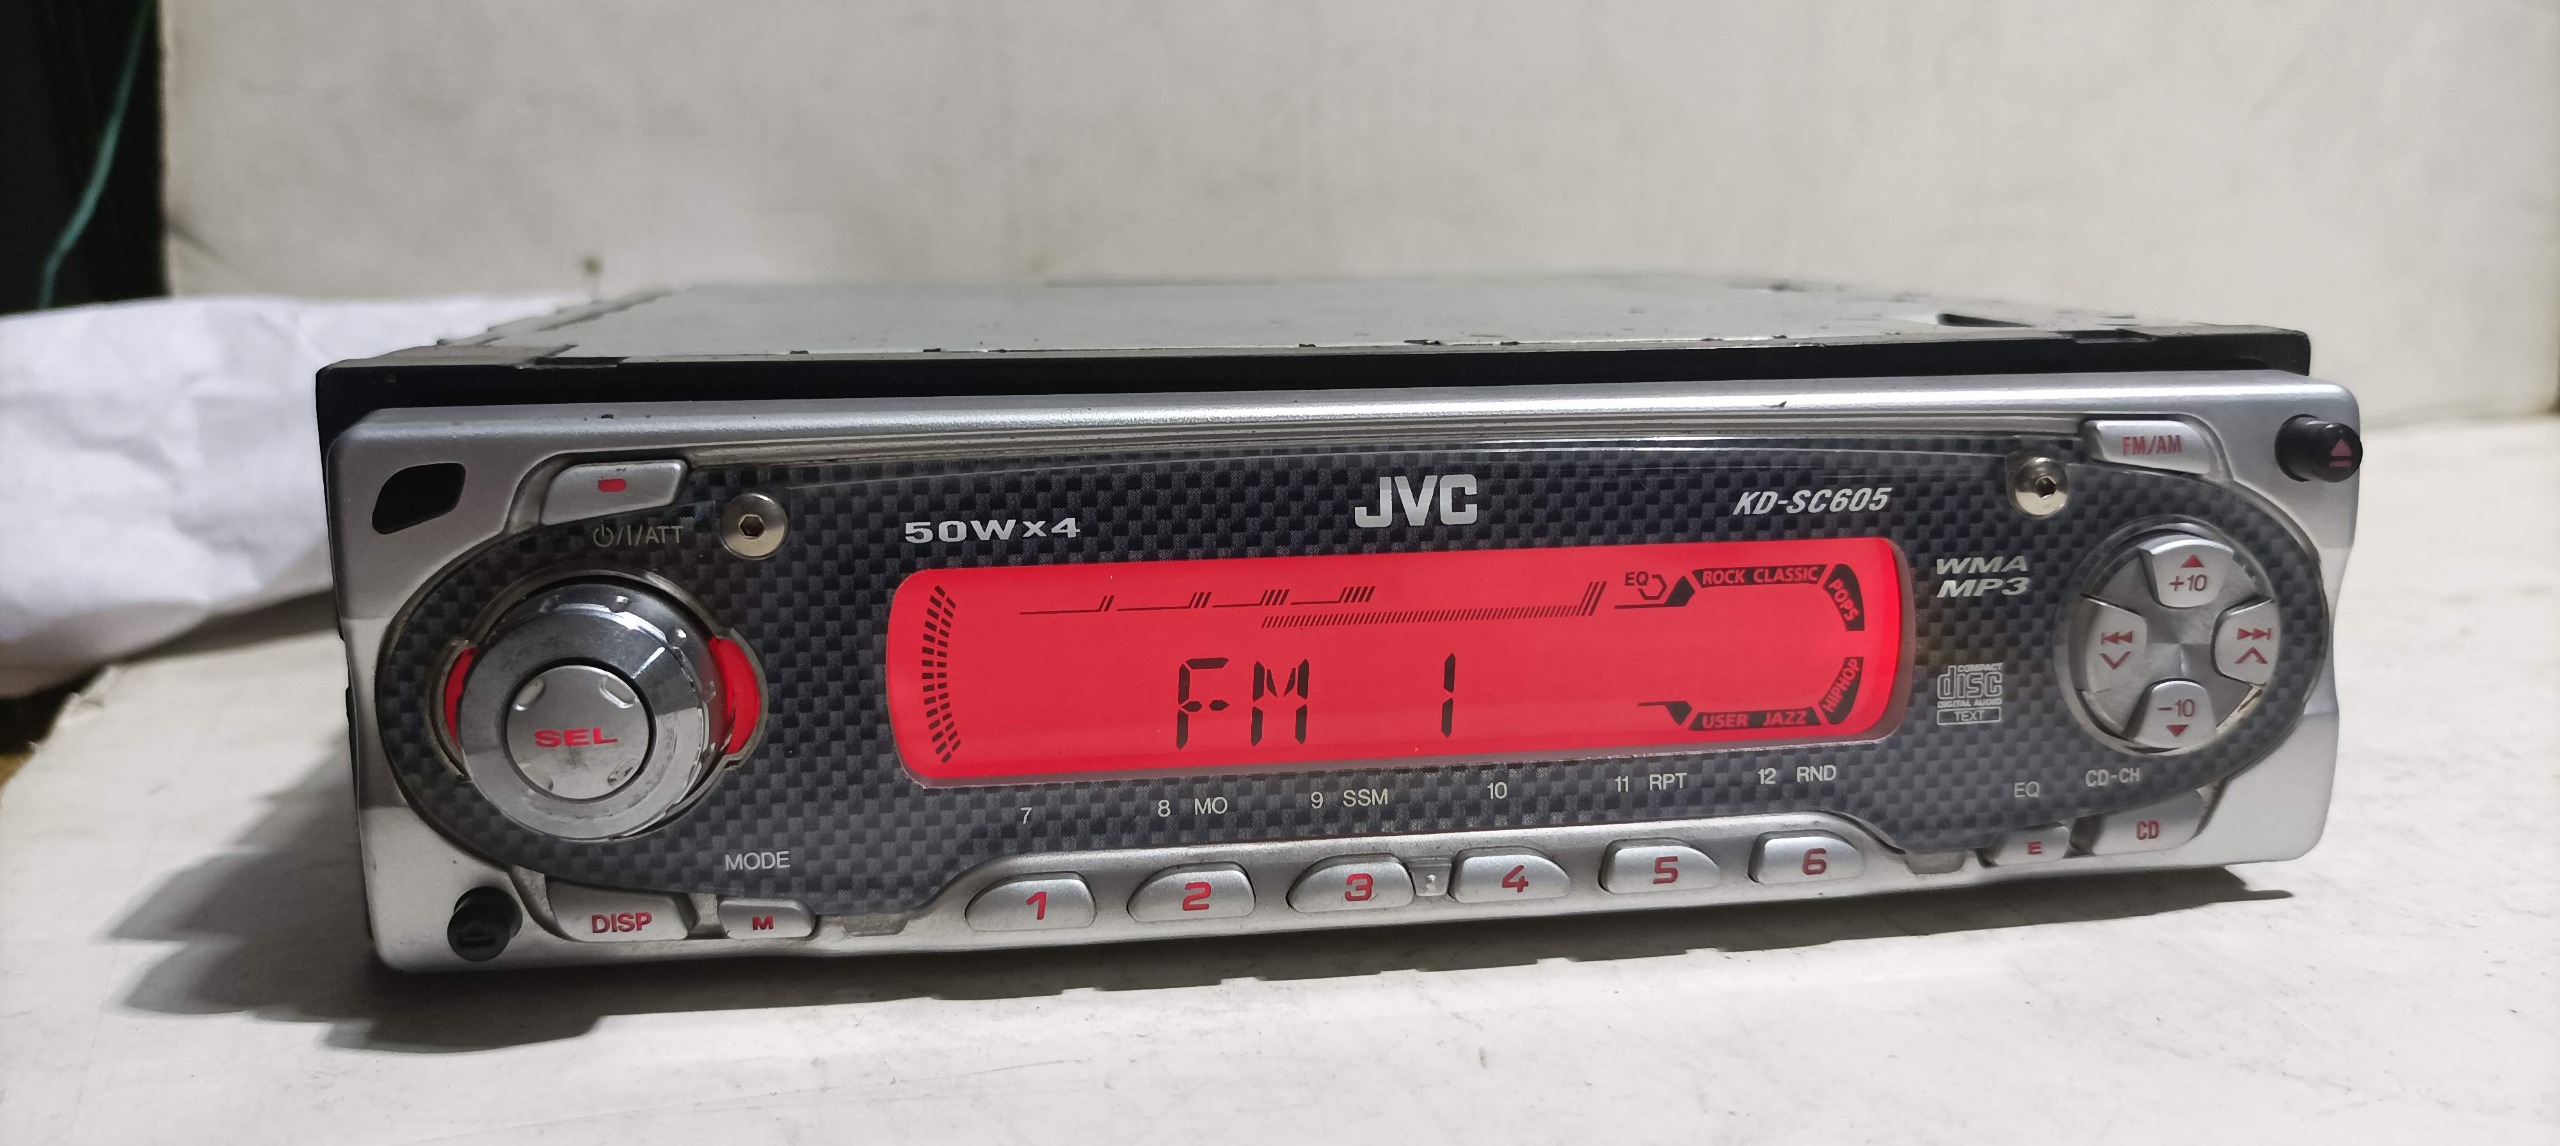 FM/AM
⏻/I/ATT
50Wx4
JVC
KD-SC605
EQ
ROCK CLASSIC
POPS
HIPHOP
USER JAZZ
FM 1
WMA
MP3
COMPACT
disc
DIGITAL AUDIO
TEXT
+10
-10
SEL
7
8 MO
9 SSM
10
11 RPT
12 RND
EQ
CD-CH
MODE
DISP
M
1
2
3
4
5
6
E
CD